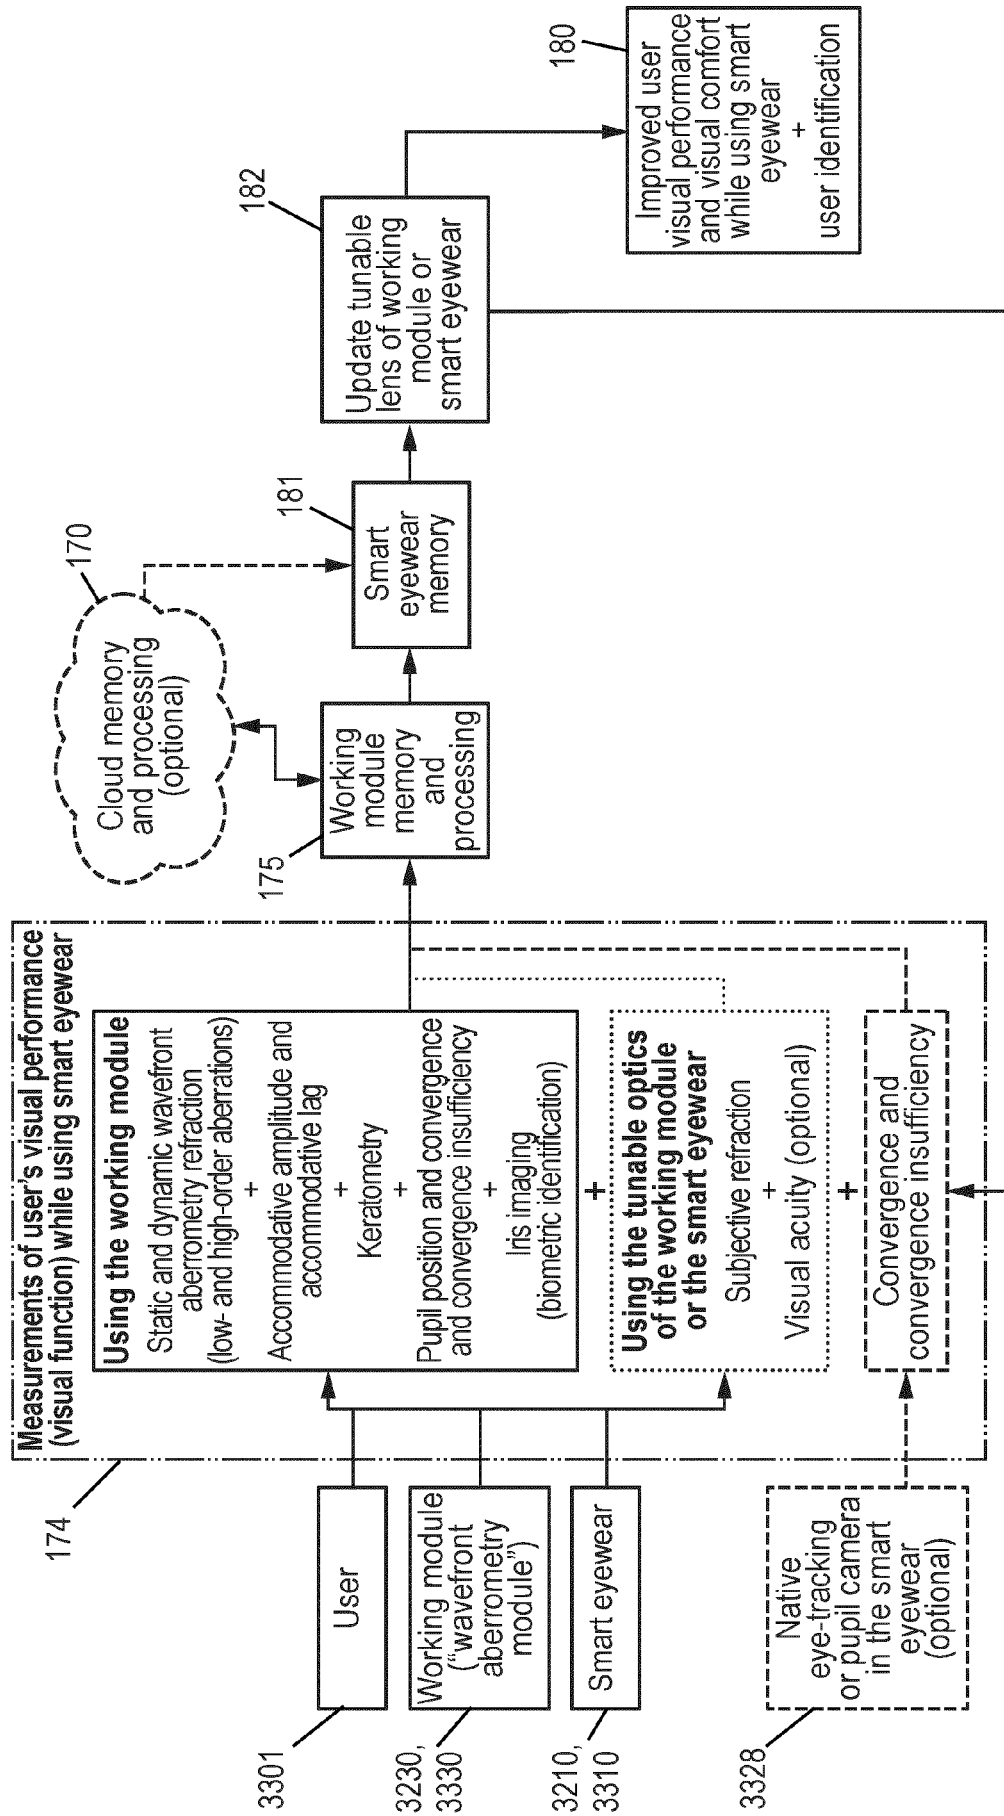 3301
User
3230,
3330
Working module
("wavefront
aberrometry
module")
3210,
3310
Smart eyewear
3328
Native
eye-tracking
or pupil camera
in the smart
eyewear
(optional)
174
Measurements of user's visual performance
(visual function) while using smart eyewear
Using the working module
Static and dynamic wavefront
aberrometry refraction
(low- and high-order aberrations)
+
Accommodative amplitude and
accommodative lag
+
Keratometry
+
Pupil position and convergence
and convergence insufficiency
+
Iris imaging
(biometric identification)
+
Using the tunable optics
of the working module
or the smart eyewear
Subjective refraction
+
Visual acuity (optional)
+
Convergence and
convergence insufficiency
175
Working
module
memory
and
processing
170
Cloud memory
and processing
(optional)
181
Smart
eyewear
memory
182
Update tunable
lens of working
module or
smart eyewear
180
Improved user
visual performance
and visual comfort
while using smart
eyewear
+
user identification